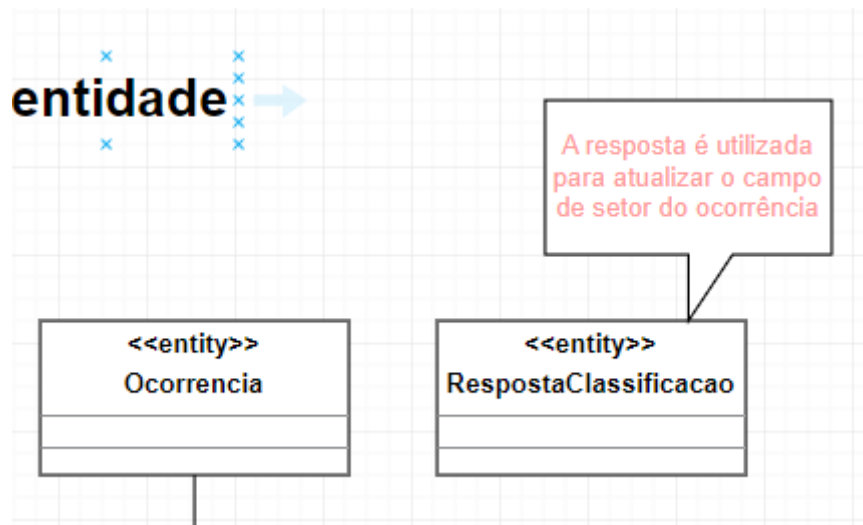 entidade
A resposta é utilizada
para atualizar o campo
de setor do ocorrência
<<entity>>
Ocorrencia
<<entity>>
RespostaClassificacao